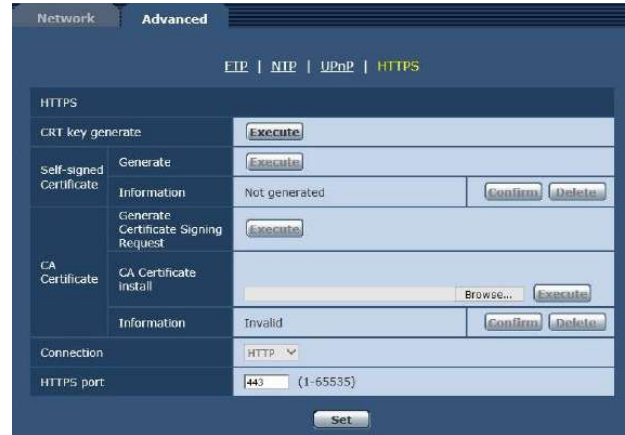 Network Advanced
FTP | NTP | UPnP | HTTPS
HTTPS
CRT key generate Execute
Self-signed Certificate
Generate Execute
Information Not generated Confirm Delete
CA Certificate
Generate Certificate Signing Request Execute
CA Certificate install Browse... Execute
Information Invalid Confirm Delete
Connection HTTP
HTTPS port 443 (1-65535)
Set